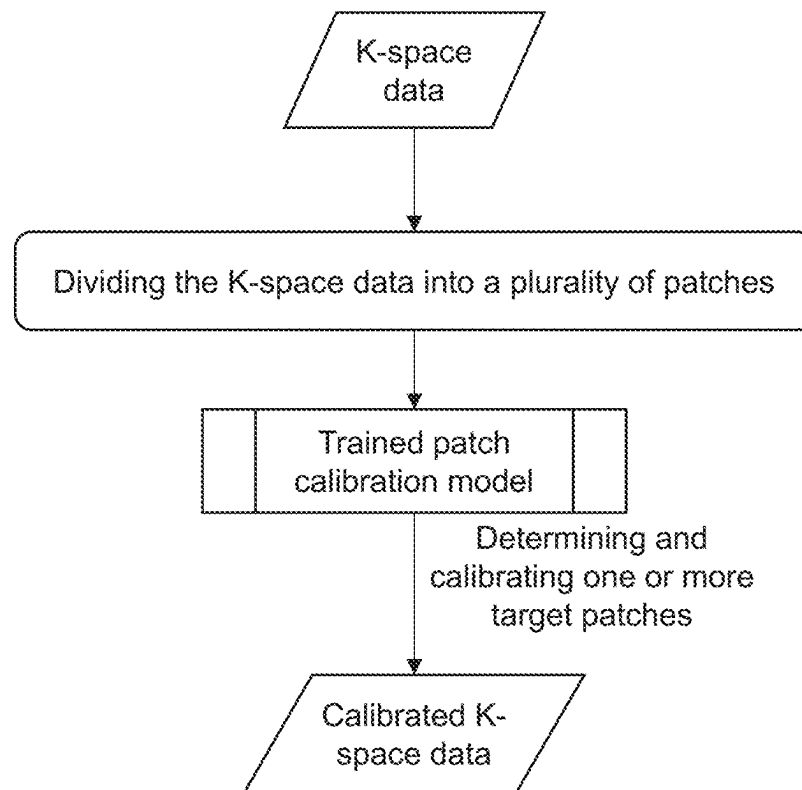 K-space
data
Dividing the K-space data into a plurality of patches
Trained patch
calibration model
Determining and
calibrating one or more
target patches
Calibrated K-
space data